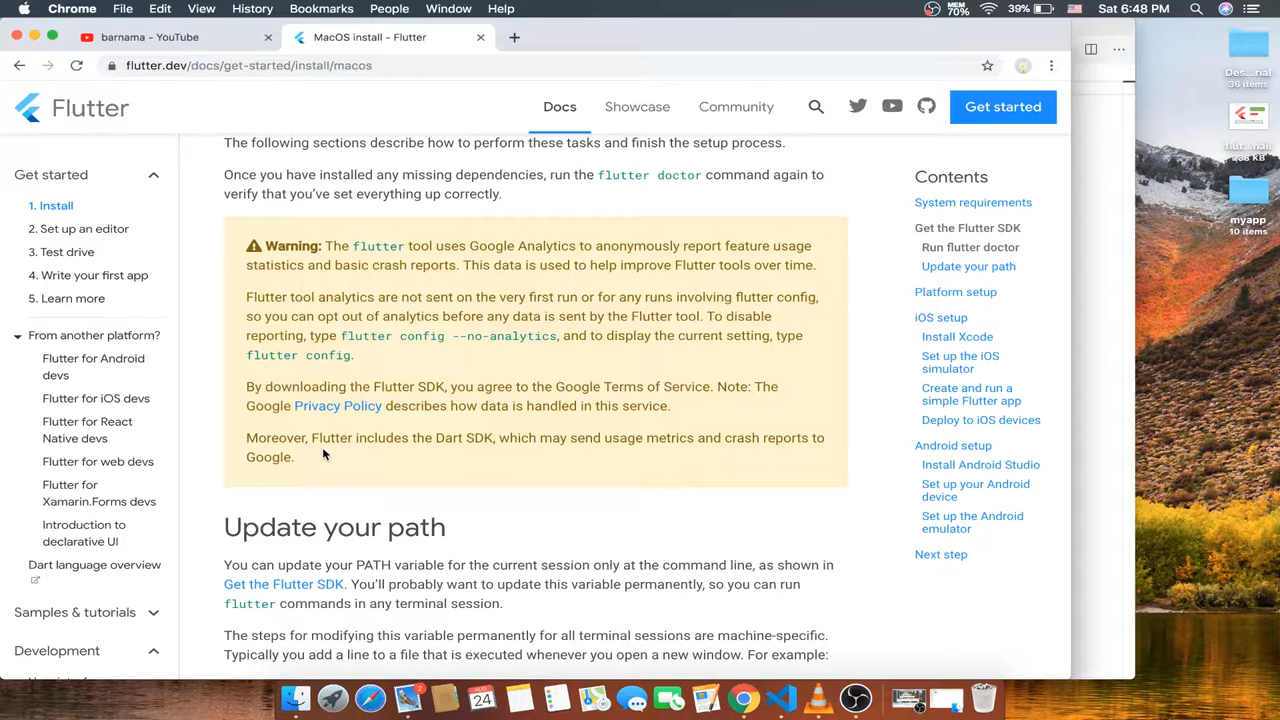 Chrome File Edit View History Bookmarks People Window Help MEM 70% 39% Sat 6:48 PM
barnama - YouTube MacOS install - Flutter
flutter.dev/docs/get-started/install/macos
Flutter Docs Showcase Community Get started
Get started
1. Install
2. Set up an editor
3. Test drive
4. Write your first app
5. Learn more
From another platform?
Flutter for Android
devs
Flutter for iOS devs
Flutter for React
Native devs
Flutter for web devs
Flutter for
Xamarin.Forms devs
Introduction to
declarative UI
Dart language overview
Samples & tutorials
Development
The following sections describe how to perform these tasks and finish the setup process.
Once you have installed any missing dependencies, run the flutter doctor command again to
verify that you've set everything up correctly.
Warning: The flutter tool uses Google Analytics to anonymously report feature usage
statistics and basic crash reports. This data is used to help improve Flutter tools over time.
Flutter tool analytics are not sent on the very first run or for any runs involving flutter config,
so you can opt out of analytics before any data is sent by the Flutter tool. To disable
reporting, type flutter config --no-analytics, and to display the current setting, type
flutter config.
By downloading the Flutter SDK, you agree to the Google Terms of Service. Note: The
Google Privacy Policy describes how data is handled in this service.
Moreover, Flutter includes the Dart SDK, which may send usage metrics and crash reports to
Google.
Update your path
You can update your PATH variable for the current session only at the command line, as shown in
Get the Flutter SDK. You'll probably want to update this variable permanently, so you can run
flutter commands in any terminal session.
The steps for modifying this variable permanently for all terminal sessions are machine-specific.
Typically you add a line to a file that is executed whenever you open a new window. For example:
Contents
System requirements
Get the Flutter SDK
Run flutter doctor
Update your path
Platform setup
iOS setup
Install Xcode
Set up the iOS
simulator
Create and run a
simple Flutter app
Deploy to iOS devices
Android setup
Install Android Studio
Set up your Android
device
Set up the Android
emulator
Next step
Des...rial
36 items
238 KB
myapp
10 items
AUG
24
2